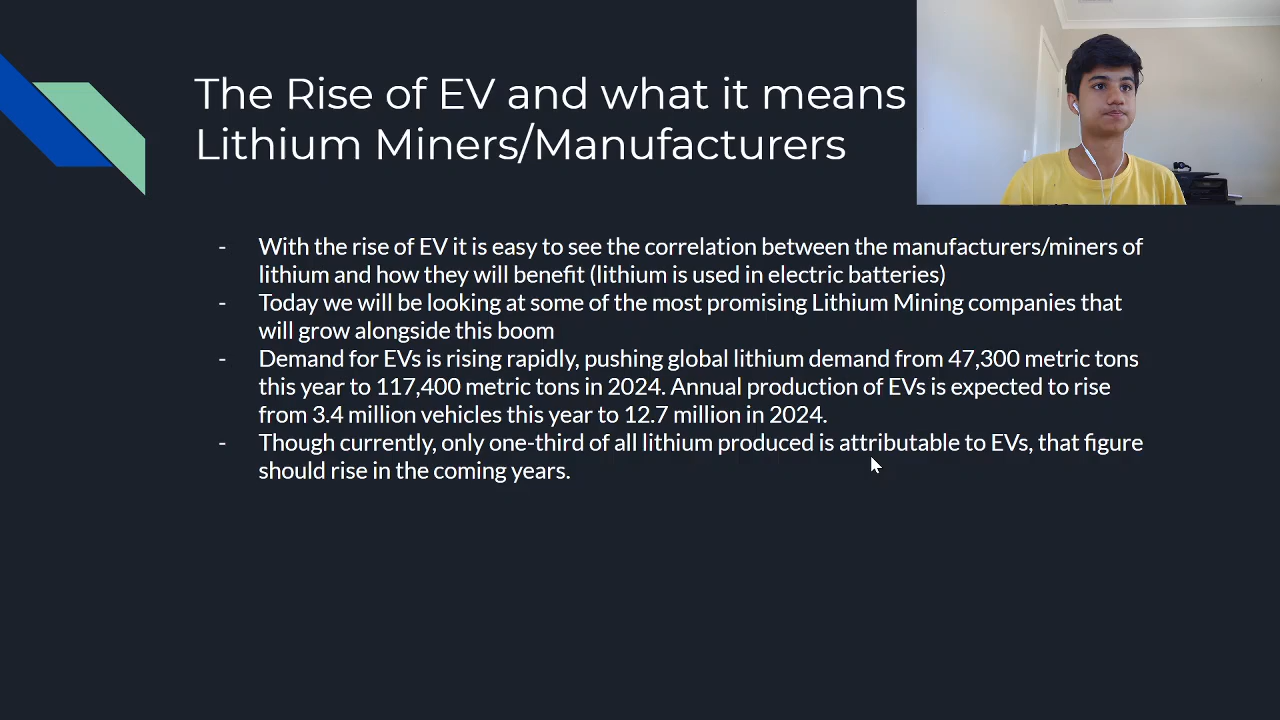 The Rise of EV and what it means
Lithium Miners/Manufacturers
- With the rise of EV it is easy to see the correlation between the manufacturers/miners of
lithium and how they will benefit (lithium is used in electric batteries)
- Today we will be looking at some of the most promising Lithium Mining companies that
will grow alongside this boom
- Demand for EVs is rising rapidly, pushing global lithium demand from 47,300 metric tons
this year to 117,400 metric tons in 2024. Annual production of EVs is expected to rise
from 3.4 million vehicles this year to 12.7 million in 2024.
- Though currently, only one-third of all lithium produced is attributable to EVs, that figure
should rise in the coming years.